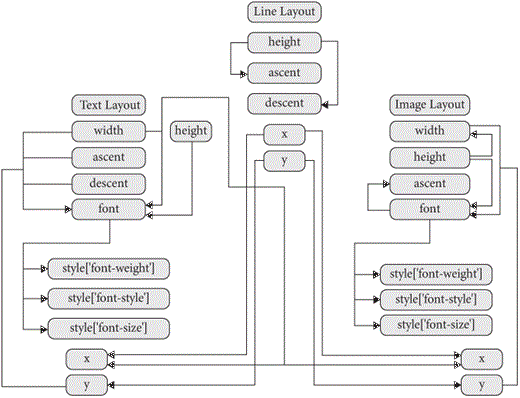 Line Layout
height
ascent
descent
x
y
Text Layout
width
height
ascent
descent
font
style['font-weight']
style['font-style']
style['font-size']
x
y
Image Layout
width
height
ascent
font
style['font-weight']
style['font-style']
style['font-size']
x
y